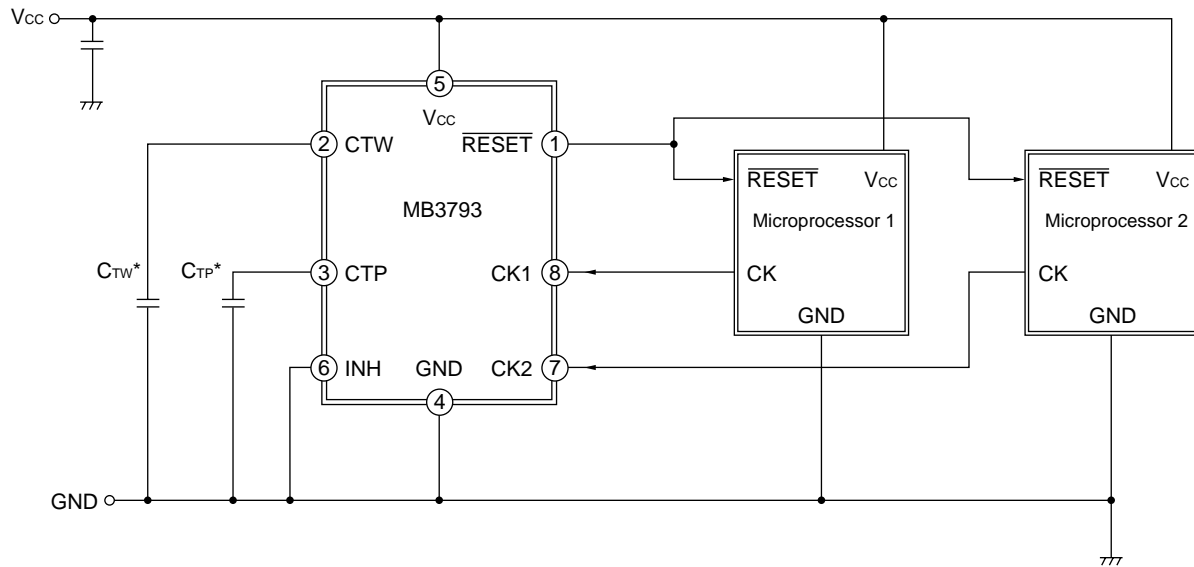 VCC
5
VCC
2 CTW
RESET 1
RESET VCC
RESET VCC
MB3793
Microprocessor 1
Microprocessor 2
CTW*
CTP*
3 CTP
CK1 8
CK
CK
GND
GND
6 INH
GND
CK2 7
4
GND